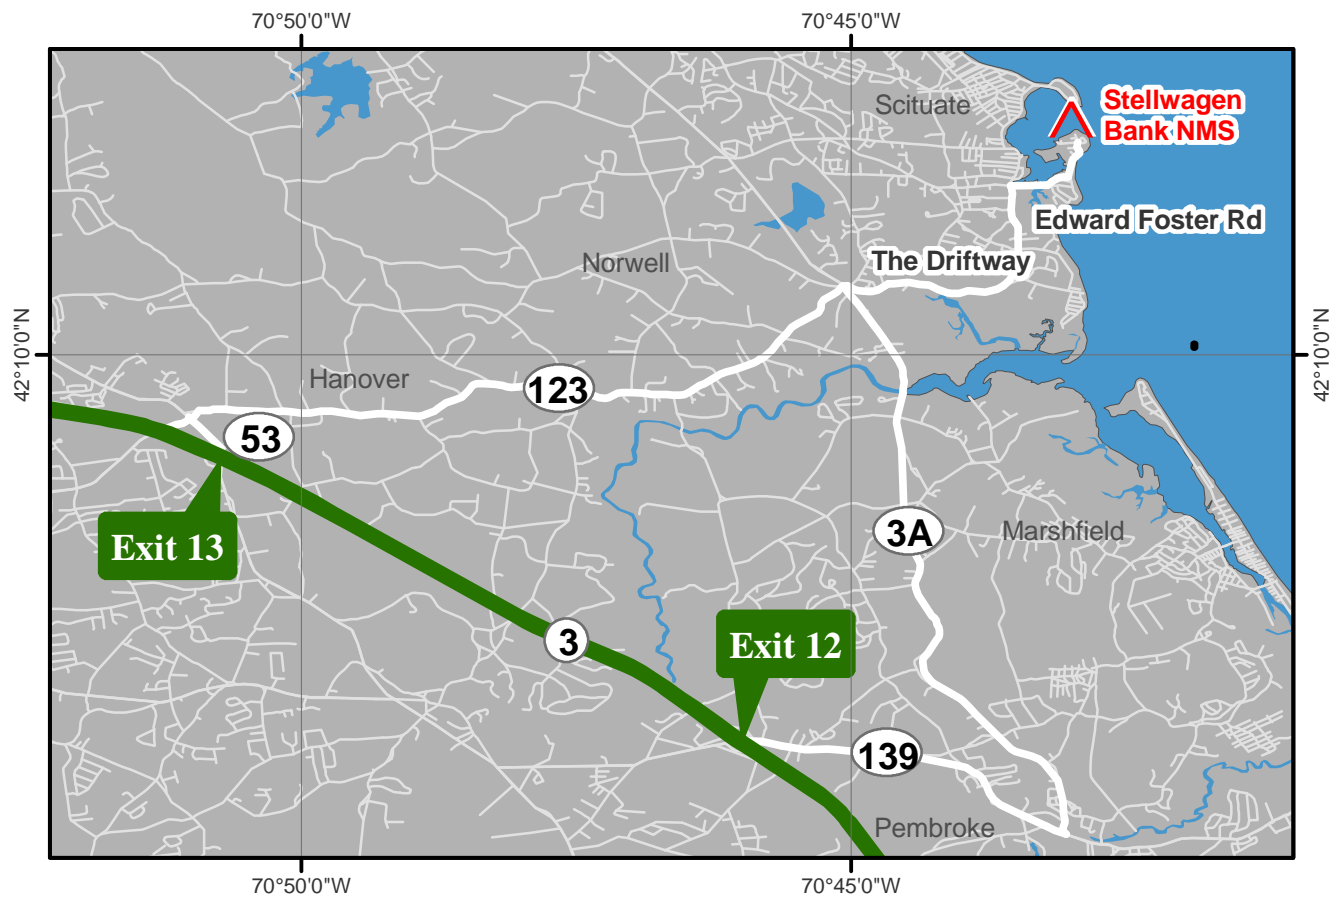 70°50'0"W
70°45'0"W
Scituate
Stellwagen
Bank NMS
Edward Foster Rd
The Driftway
Norwell
42°10'0"N
42°10'0"N
Hanover
123
53
Exit 13
3A
Marshfield
3
Exit 12
139
Pembroke
70°50'0"W
70°45'0"W